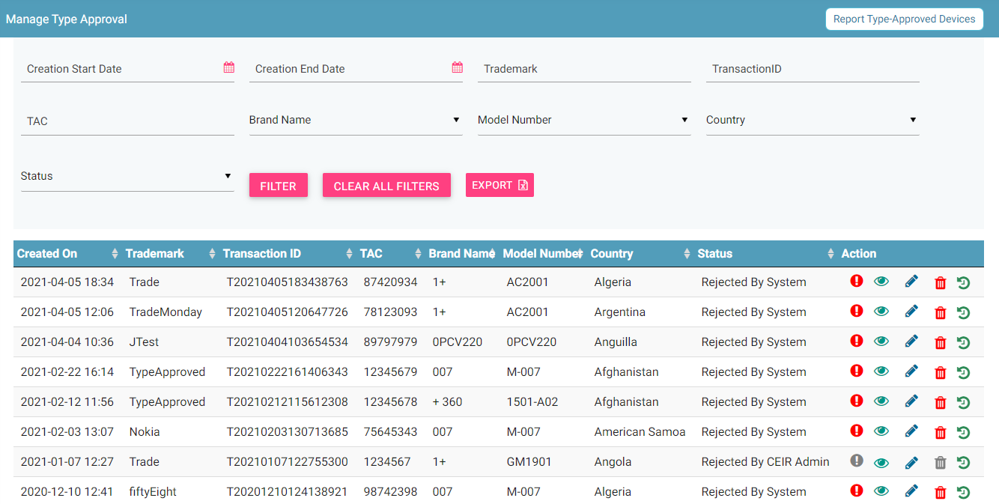 Manage Type Approval Report Type-Approved Devices
Creation Start Date Creation End Date Trademark TransactionID
TAC Brand Name Model Number Country
Status FILTER CLEAR ALL FILTERS EXPORT
Created On Trademark Transaction ID TAC Brand Name Model Number Country Status Action
2021-04-05 18:34 Trade T20210405183438763 87420934 1+ AC2001 Algeria Rejected By System
2021-04-05 12:06 TradeMonday T20210405120647726 78123093 1+ AC2001 Argentina Rejected By System
2021-04-04 10:36 JTest T20210404103654534 89797979 0PCV220 0PCV220 Anguilla Rejected By System
2021-02-22 16:14 TypeApproved T20210222161406343 12345679 007 M-007 Afghanistan Rejected By System
2021-02-12 11:56 TypeApproved T20210212115612308 12345678 + 360 1501-A02 Afghanistan Rejected By System
2021-02-03 13:07 Nokia T20210203130713685 75645343 007 M-007 American Samoa Rejected By System
2021-01-07 12:27 Trade T20210107122755300 1234567 1+ GM1901 Angola Rejected By CEIR Admin
2020-12-10 12:41 fiftyEight T20201210124138921 98742398 007 M-007 Algeria Rejected By System